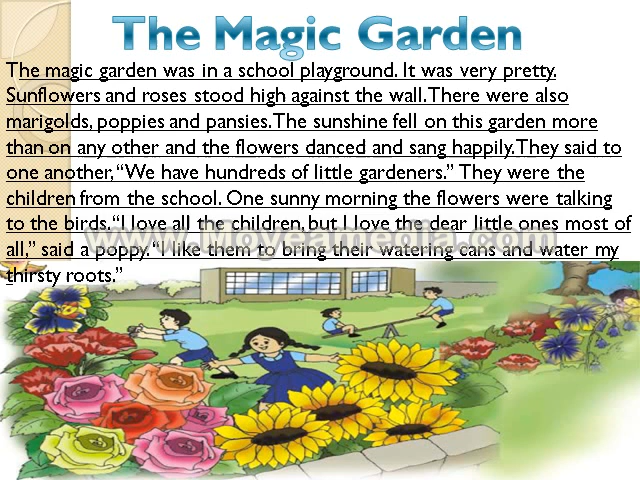 The Magic Garden
The magic garden was in a school playground. It was very pretty.
Sunflowers and roses stood high against the wall. There were also
marigolds, poppies and pansies. The sunshine fell on this garden more
than on any other and the flowers danced and sang happily. They said to
one another, “We have hundreds of little gardeners.” They were the
children from the school. One sunny morning the flowers were talking
to the birds. “I love all the children, but I love the dear little ones most of
all,” said a poppy. “I like them to bring their watering cans and water my
thirsty roots.”